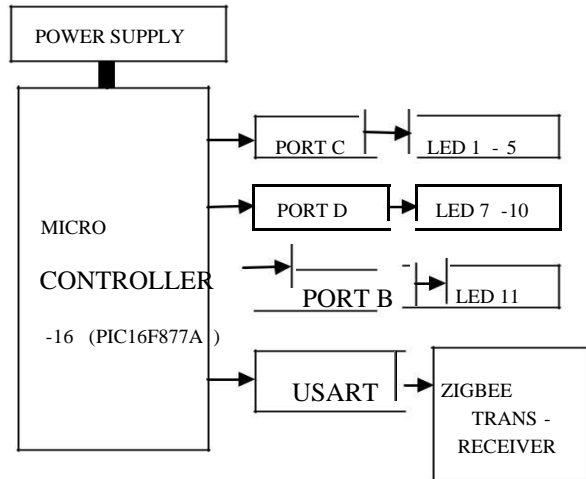 POWER SUPPLY
PORT C
LED 1 - 5
PORT D
LED 7 -10
MICRO
CONTROLLER
-16 (PIC16F877A )
PORT B
LED 11
USART
ZIGBEE
TRANS -
RECEIVER